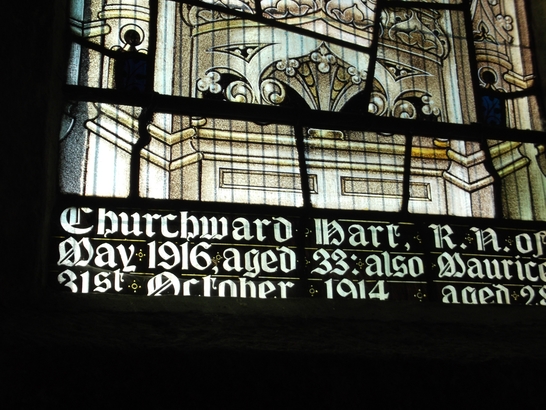 Churchward Hart, R.N. of
May 1916, aged 33: also Maurice
31st October 1914 aged 28